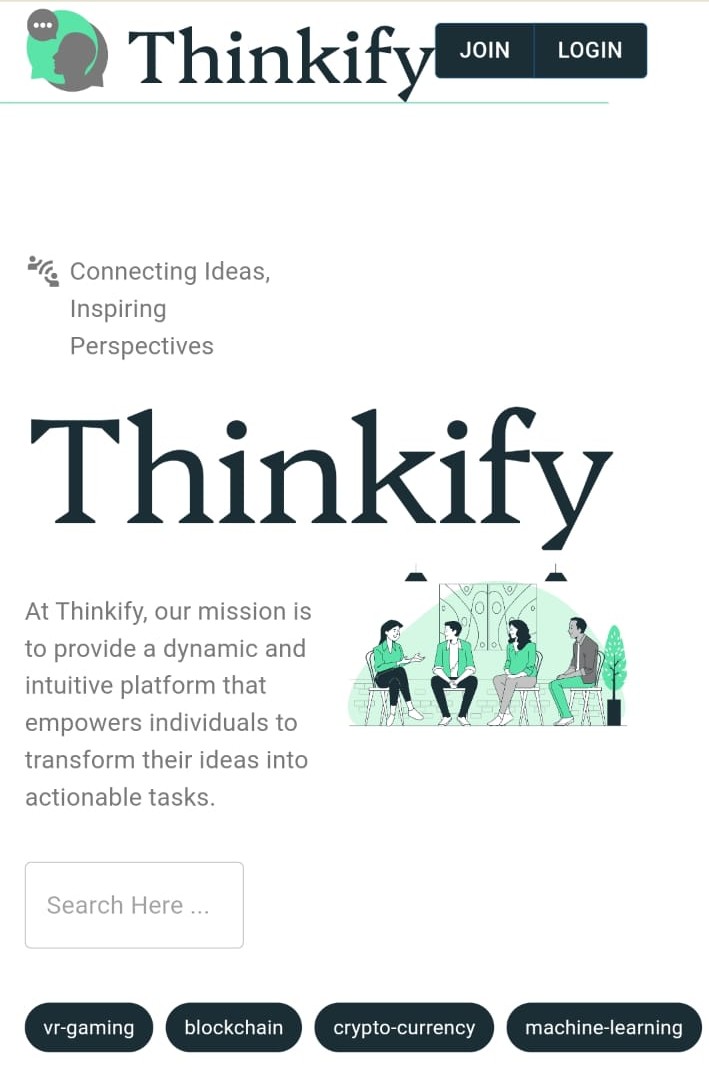 Thinkify
JOIN
LOGIN
Connecting Ideas,
Inspiring
Perspectives
Thinkify
At Thinkify, our mission is
to provide a dynamic and
intuitive platform that
empowers individuals to
transform their ideas into
actionable tasks.
Search Here ...
vr-gaming
blockchain
crypto-currency
machine-learning